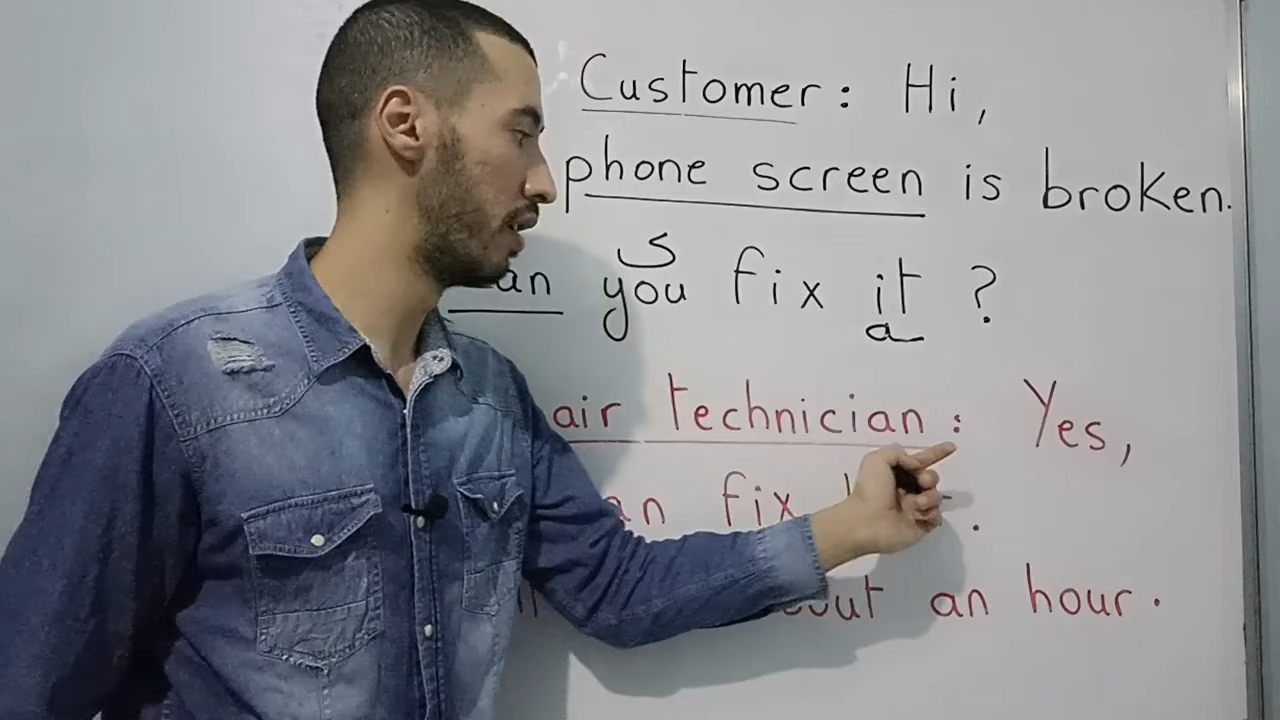 Customer: Hi,
phone screen is broken.
ى
an you fix it ?
a
air technician: Yes,
an fix .
out an hour.